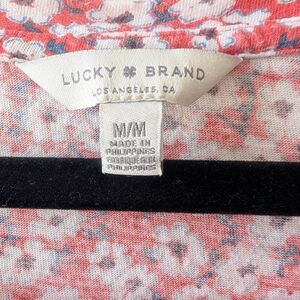 LUCKY BRAND
LOS ANGELES, CA
M/M
MADE IN
PHILIPPINES
FABRIQUÉ AUX
PHILIPPINES